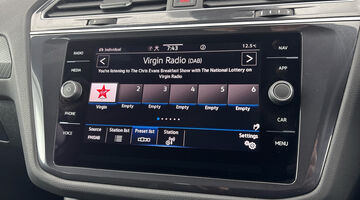 Individual 7:43 12.5°C
RADIO NAV
Virgin Radio (DAB)
MEDIA APP
You're listening to The Chris Evans Breakfast Show with The National Lottery on
Virgin Radio
2 3 4 5 6
Virgin Empty Empty Empty Empty Empty
PHONE CAR
Source Station list Preset list Station Settings
FM/DAB
VOICE MENU